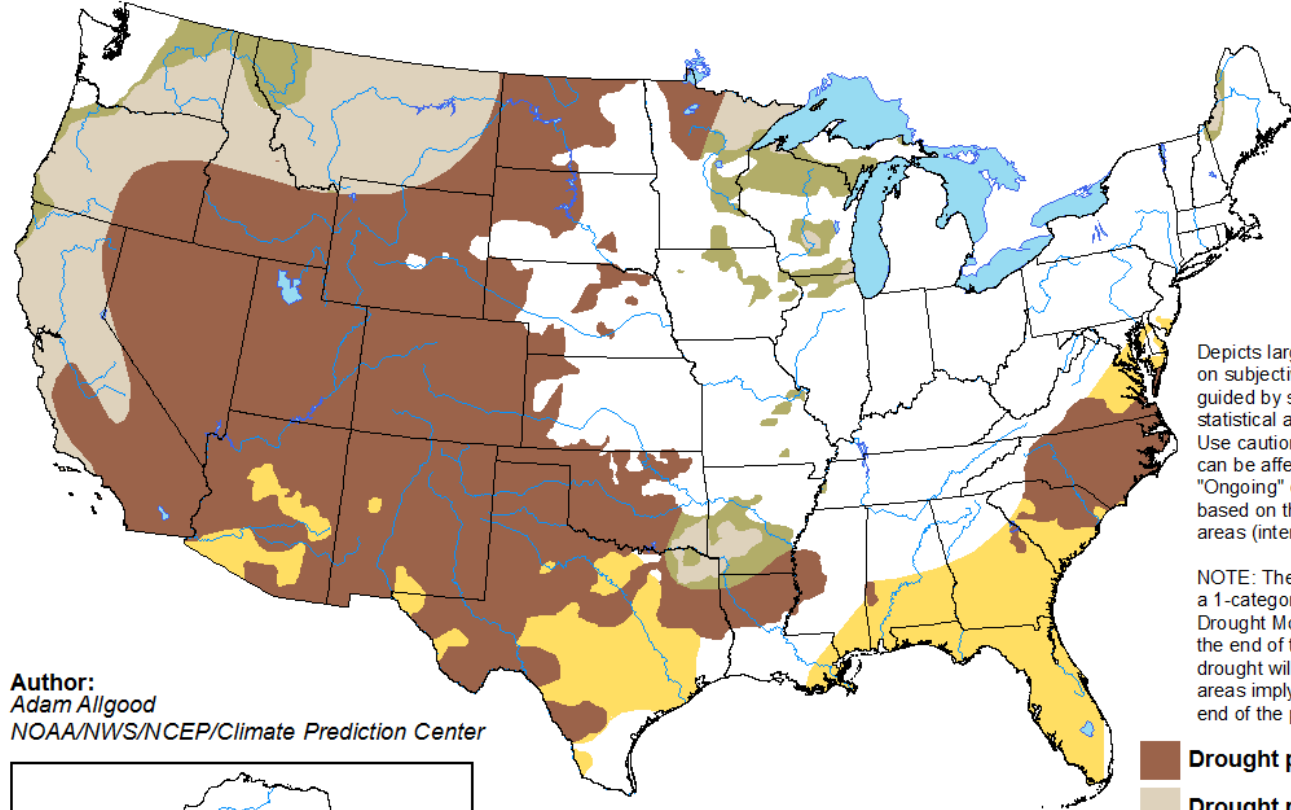 Depicts larg
on subjectiv
guided by s
statistical a
Use caution
can be affe
"Ongoing"
based on th
areas (inter
NOTE: The
a 1-categor
Drought Mo
the end of t
drought wil
areas imply
end of the p
Author:
Adam Allgood
NOAA/NWS/NCEP/Climate Prediction Center
Drought p
Drought